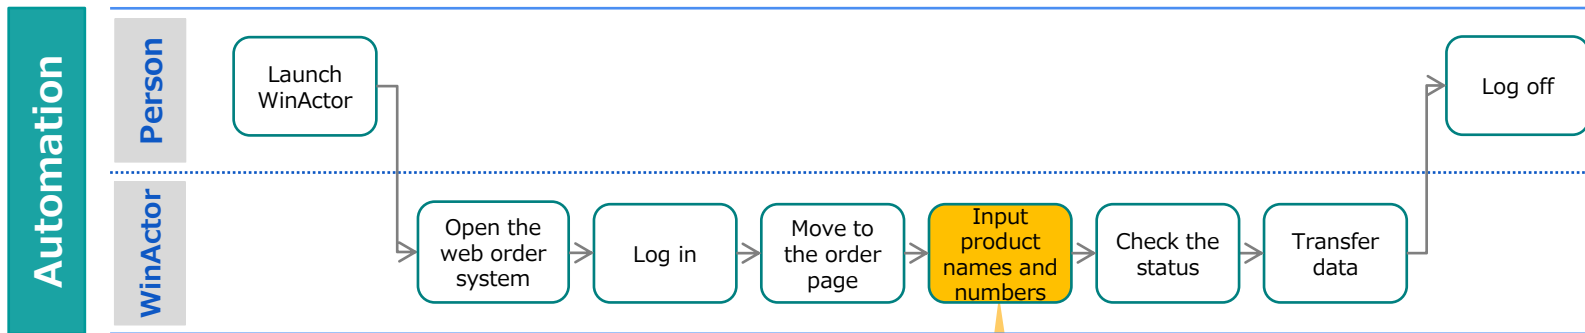 Automation
Person
Launch
WinActor
Log off
WinActor
Open the
web order
system
Log in
Move to
the order
page
Input
product
names and
numbers
Check the
status
Transfer
data